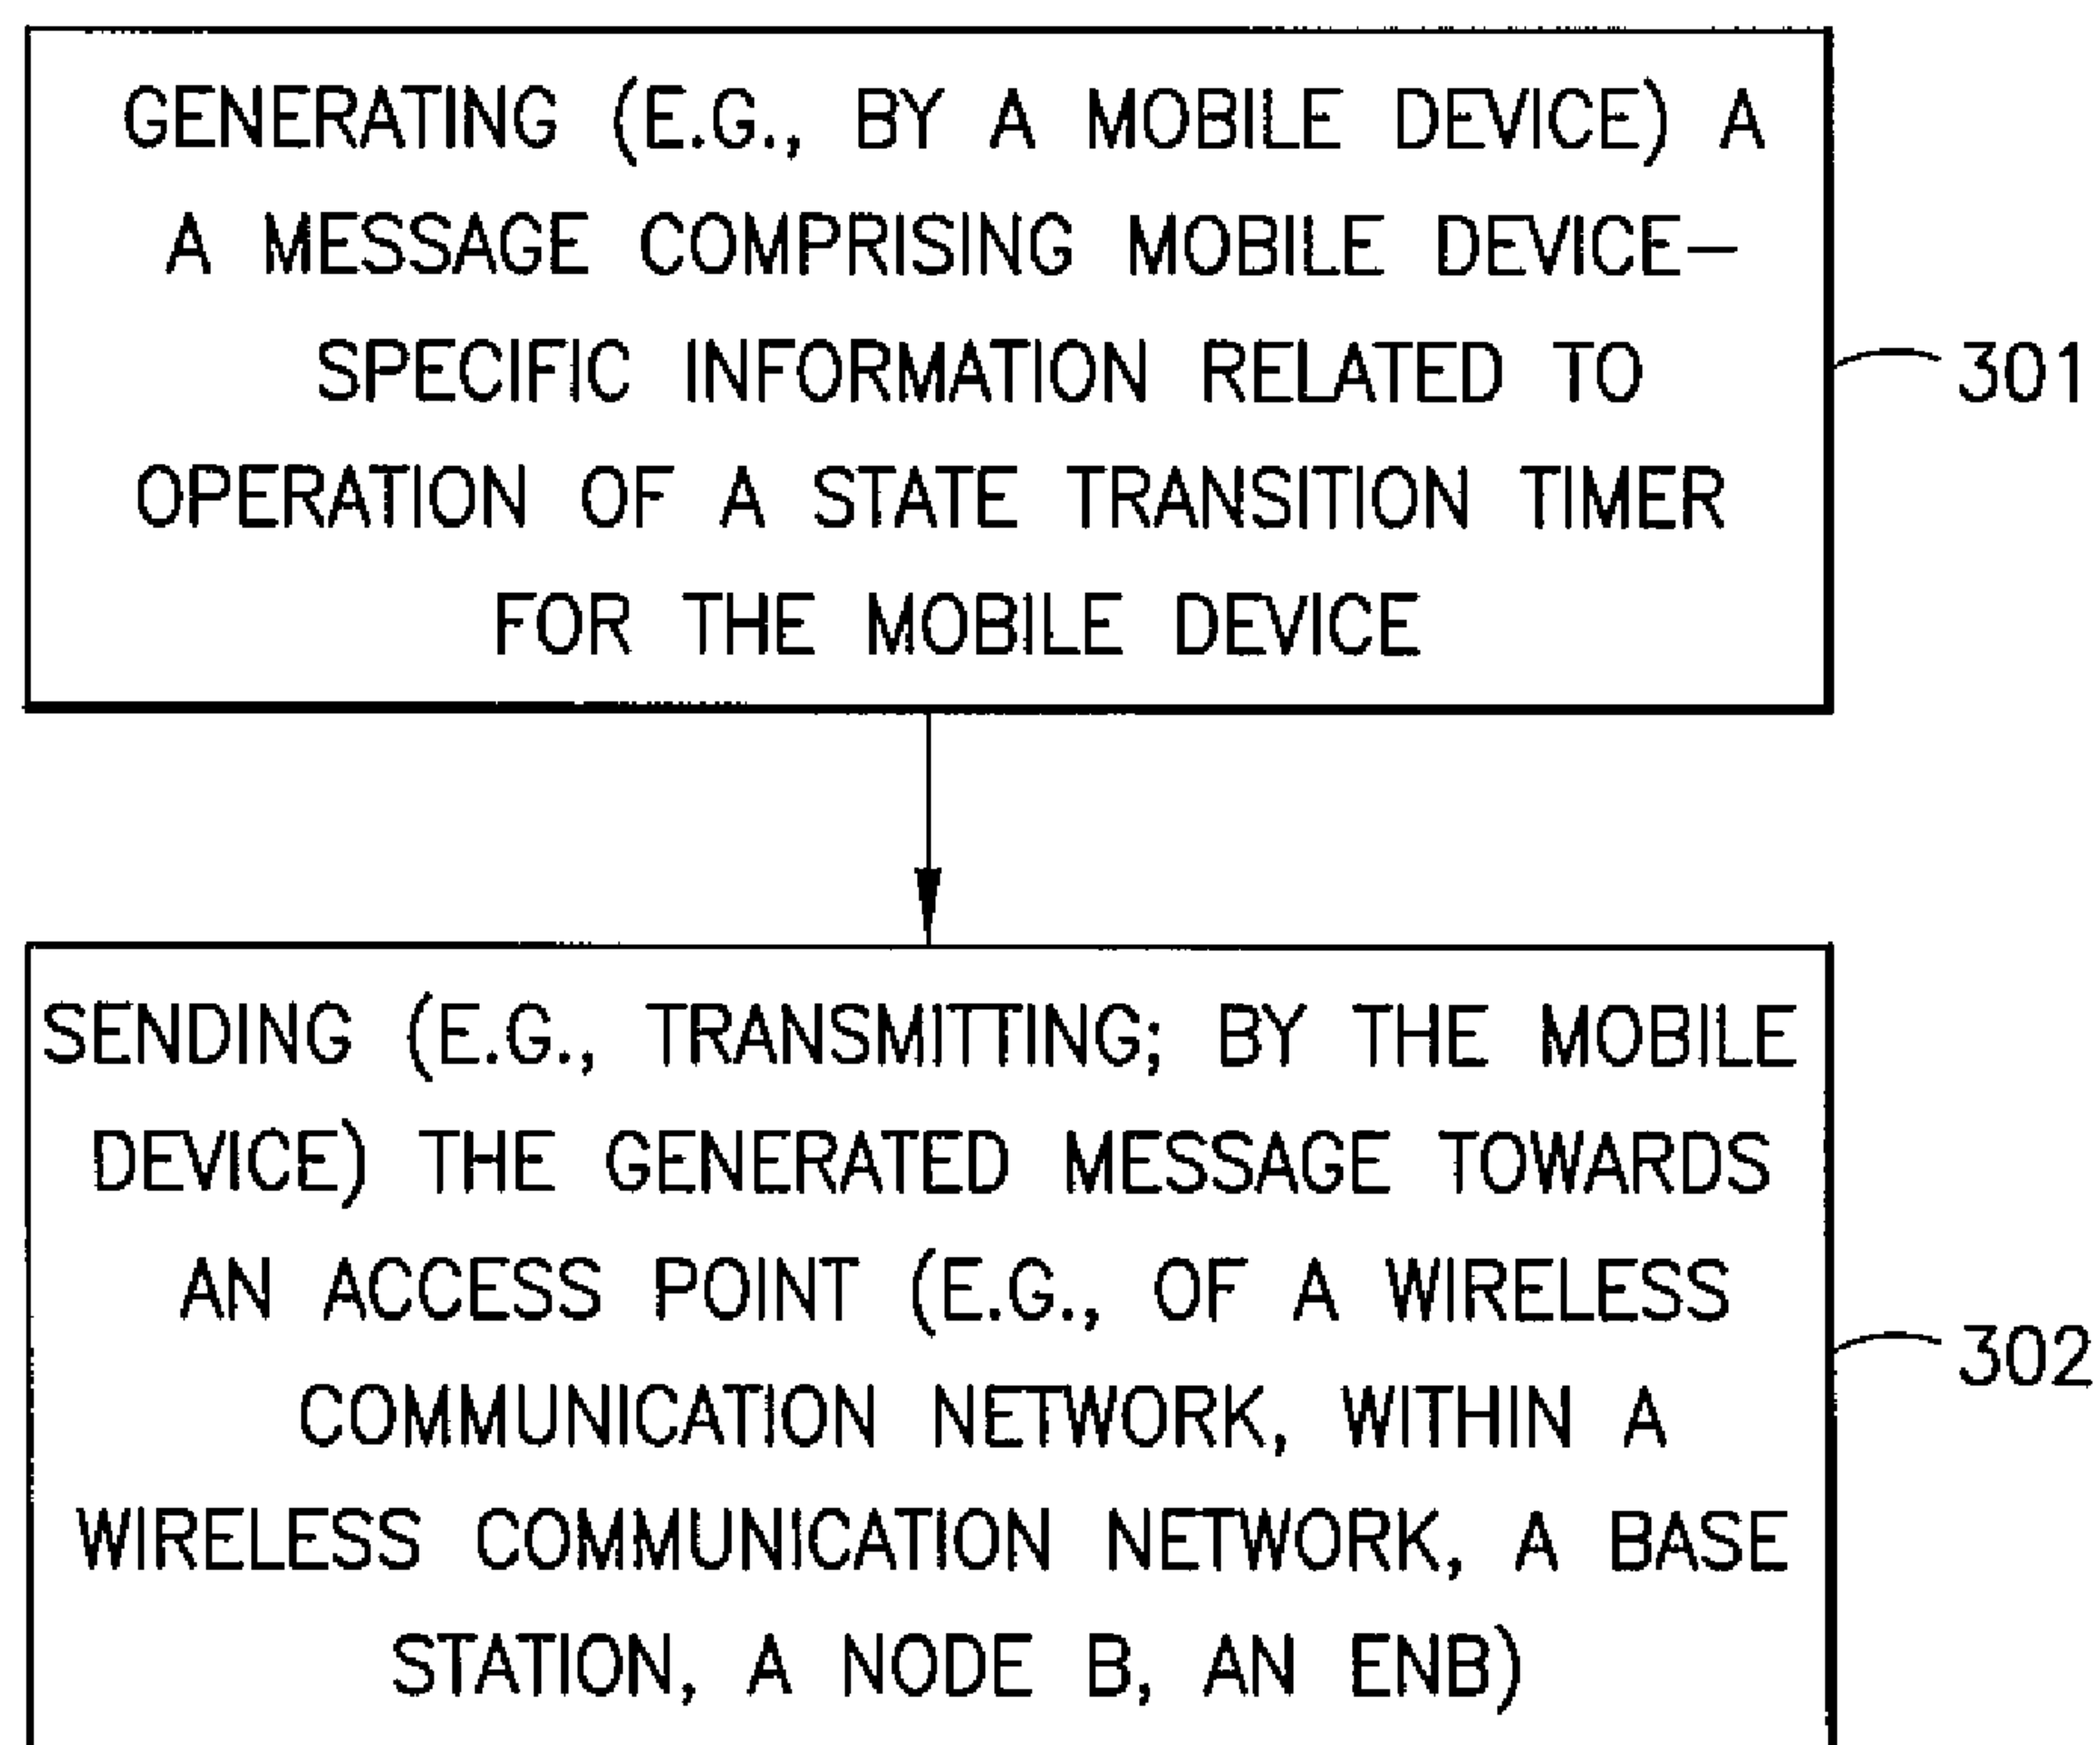 GENERATING (E.G., BY A MOBILE DEVICE) A
A MESSAGE COMPRISING MOBILE DEVICE-
SPECIFIC INFORMATION RELATED TO
OPERATION OF A STATE TRANSITION TIMER
FOR THE MOBILE DEVICE
301
SENDING (E.G., TRANSMITTING; BY THE MOBILE
DEVICE) THE GENERATED MESSAGE TOWARDS
AN ACCESS POINT (E.G., OF A WIRELESS
COMMUNICATION NETWORK, WITHIN A
WIRELESS COMMUNICATION NETWORK, A BASE
STATION, A NODE B, AN ENB)
302